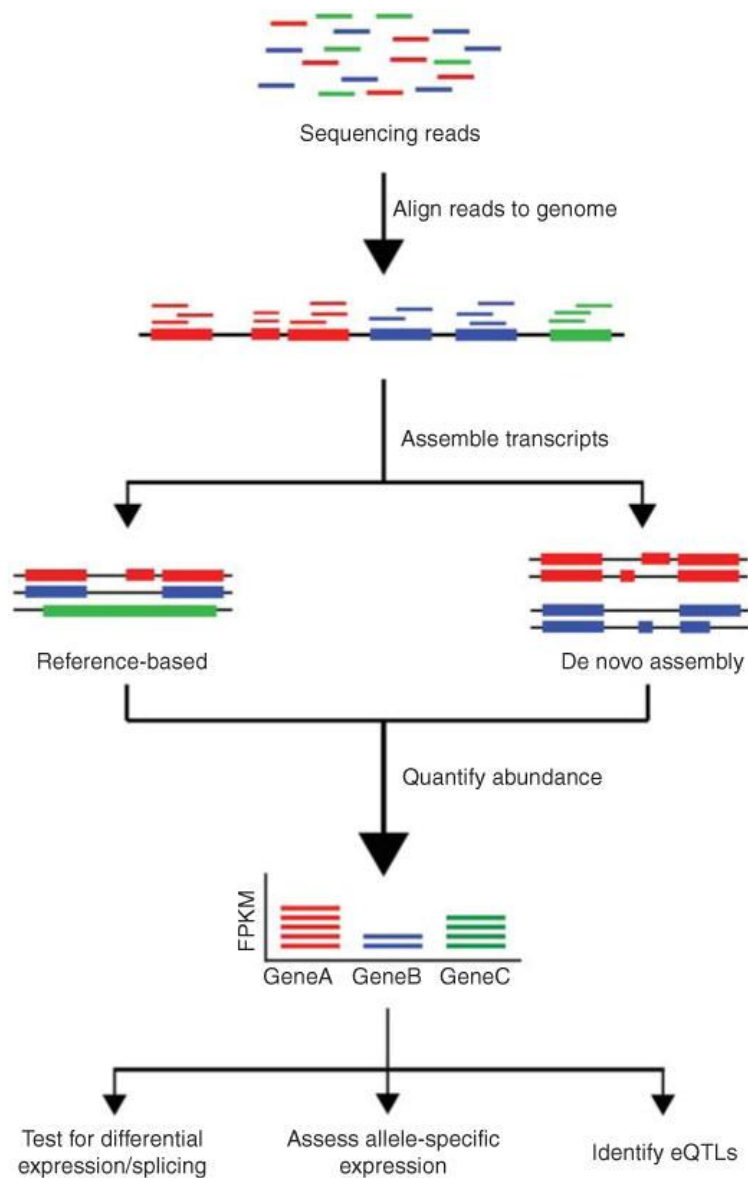 Sequencing reads
Align reads to genome
Assemble transcripts
Reference-based
De novo assembly
Quantify abundance
FPKM
GeneA GeneB GeneC
Test for differential
expression/splicing
Assess allele-specific
expression
Identify eQTLs